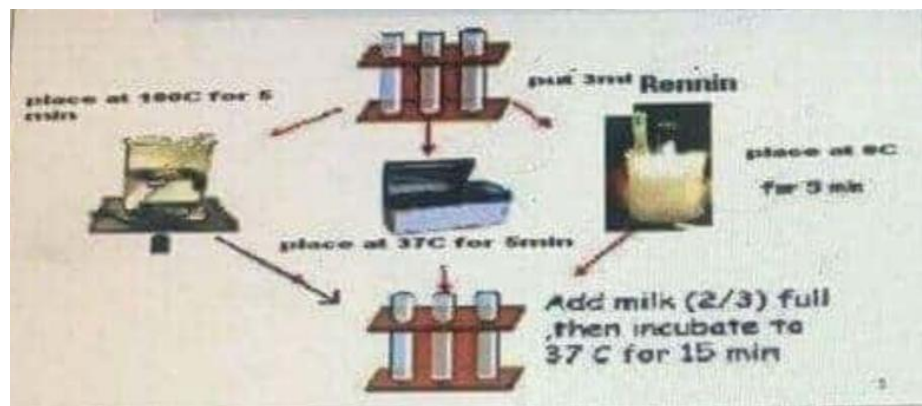 put 3ml Rennin
place at 100C for 5
min
place at 0C
for 5 min
place at 37C for 5min
Add milk (2/3) full
,then incubate to
37 C for 15 min